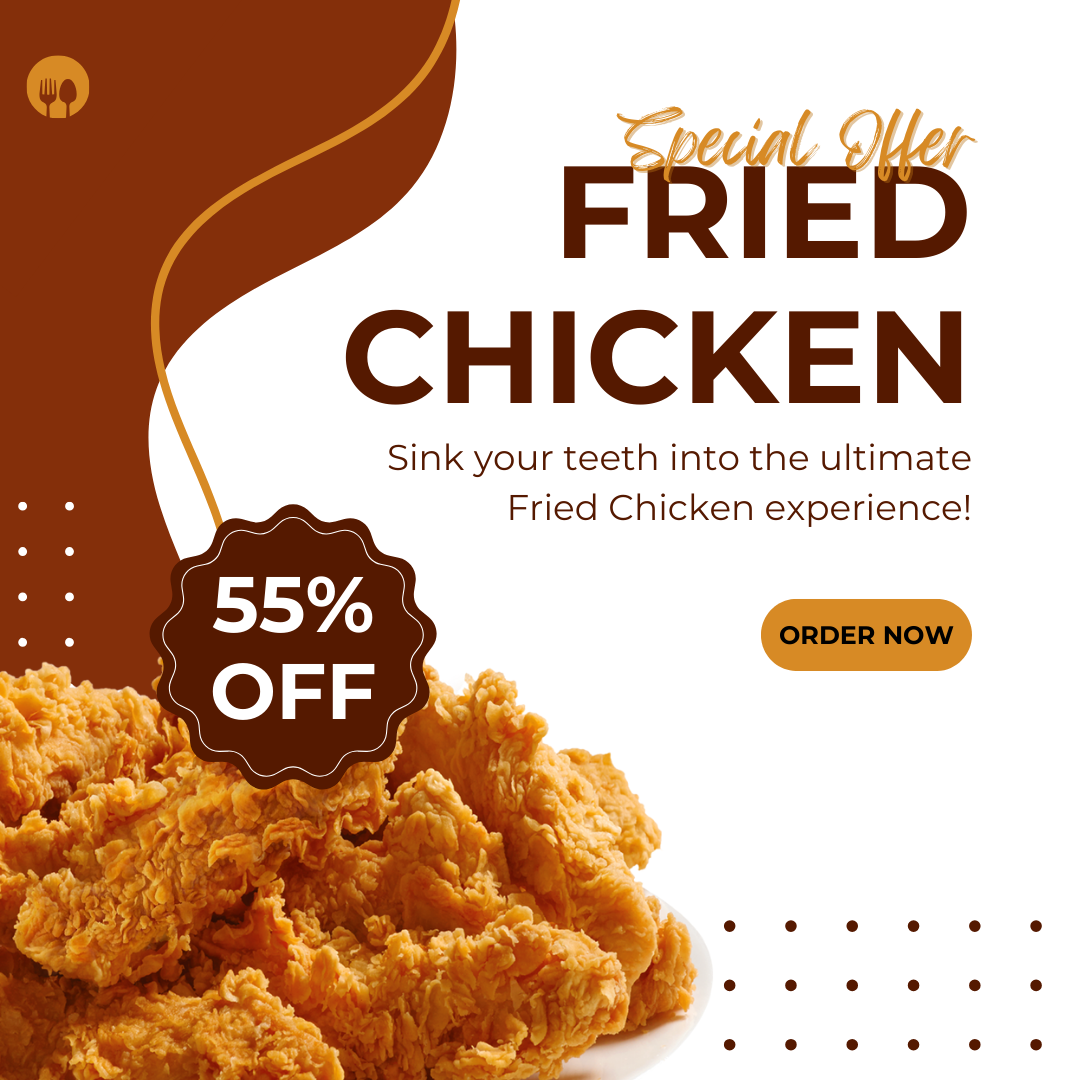 Special Offer
FRIED
CHICKEN
Sink your teeth into the ultimate
Fried Chicken experience!
55%
OFF
ORDER NOW